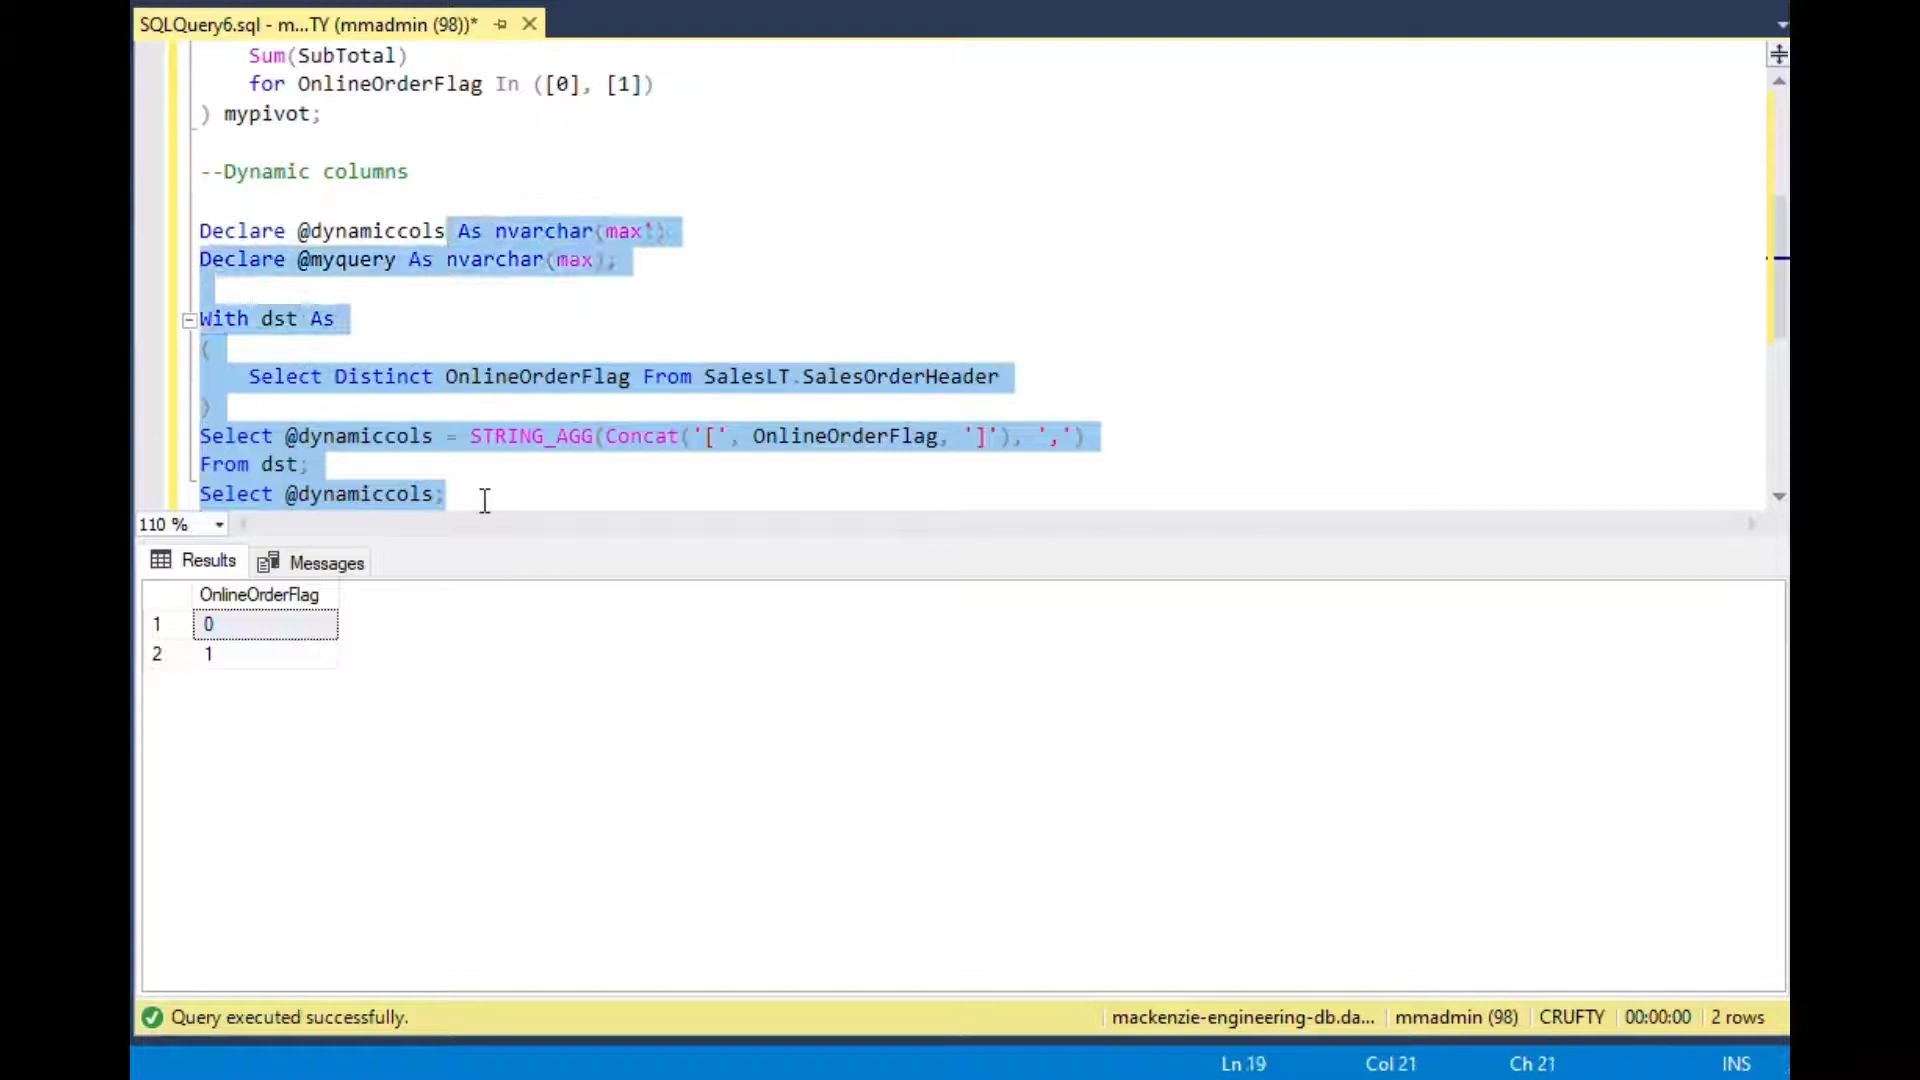 SQLQuery6.sql - m...TY (mmadmin (98))*
Sum(SubTotal)
for OnlineOrderFlag In ([0], [1])
) mypivot;
--Dynamic columns
Declare @dynamiccols As nvarchar(max');
Declare @myquery As nvarchar(max);
With dst As
(
Select Distinct OnlineOrderFlag From SalesLT.SalesOrderHeader
)
Select @dynamiccols = STRING_AGG(Concat('[', OnlineOrderFlag, ']'), ',')
From dst;
Select @dynamiccols;
110 %
Results Messages
OnlineOrderFlag
1 0
2 1
Query executed successfully. mackenzie-engineering-db.da... mmadmin (98) CRUFTY 00:00:00 2 rows
Ln 19 Col 21 Ch 21 INS